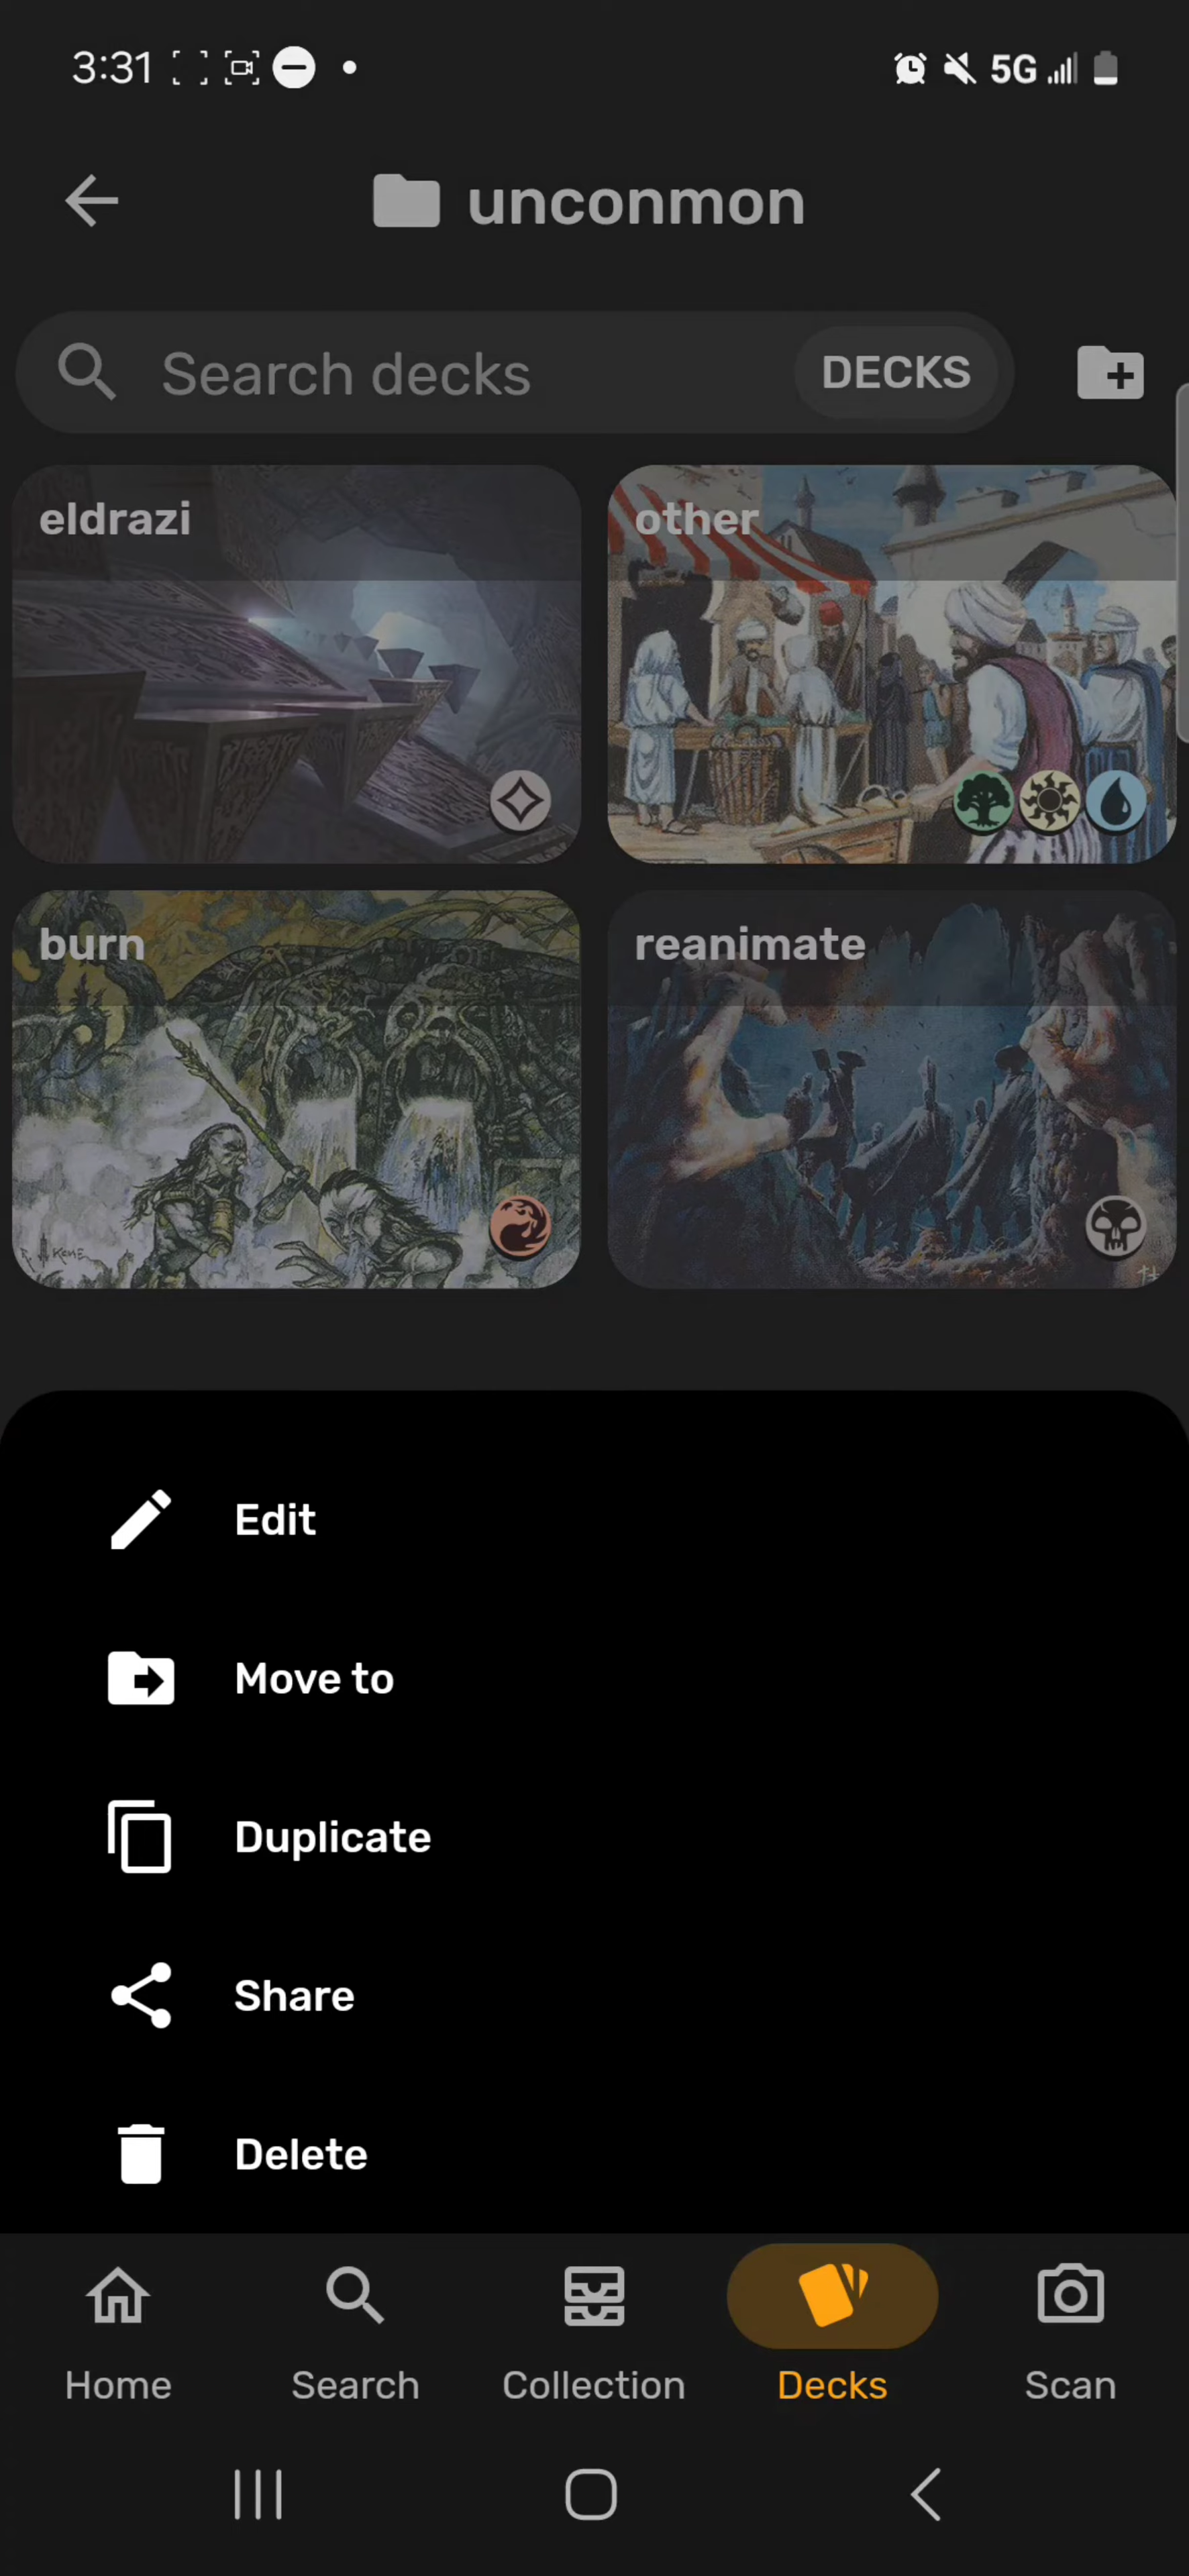 3:31
5G
unconmon
Search decks
DECKS
eldrazi
other
burn
reanimate
Edit
Move to
Duplicate
Share
Delete
Home
Search
Collection
Decks
Scan